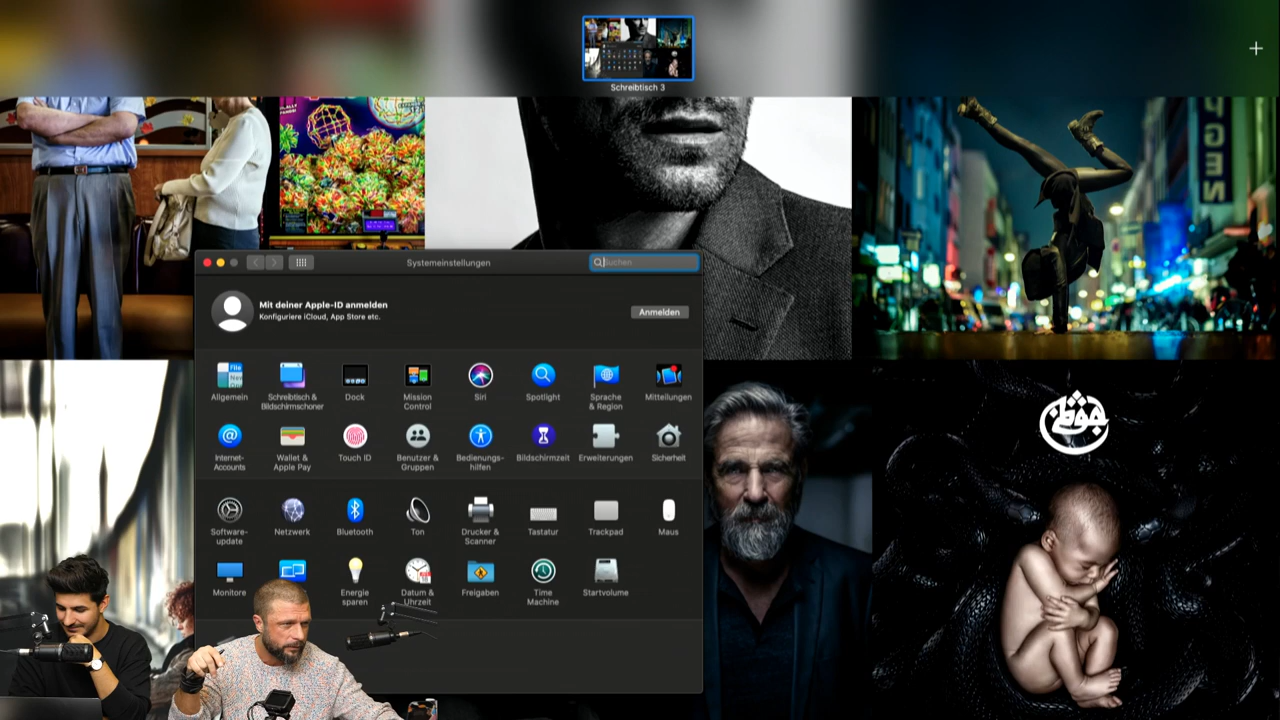 Schreibtisch 3
PGEN
Systemeinstellungen
Suchen
Mit deiner Apple-ID anmelden
Konfiguriere iCloud, App Store etc.
Anmelden
Allgemein
Schreibtisch &
Bildschirmschoner
Dock
Mission
Control
Siri
Spotlight
Sprache
& Region
Mitteilungen
Internet-
Accounts
Wallet &
Apple Pay
Touch ID
Benutzer &
Gruppen
Bedienungs-
hilfen
Bildschirmzeit
Erweiterungen
Sicherheit
Software-
update
Netzwerk
Bluetooth
Ton
Drucker &
Scanner
Tastatur
Trackpad
Maus
Monitore
Energie
sparen
Datum &
Uhrzeit
Freigaben
Time
Machine
Startvolume